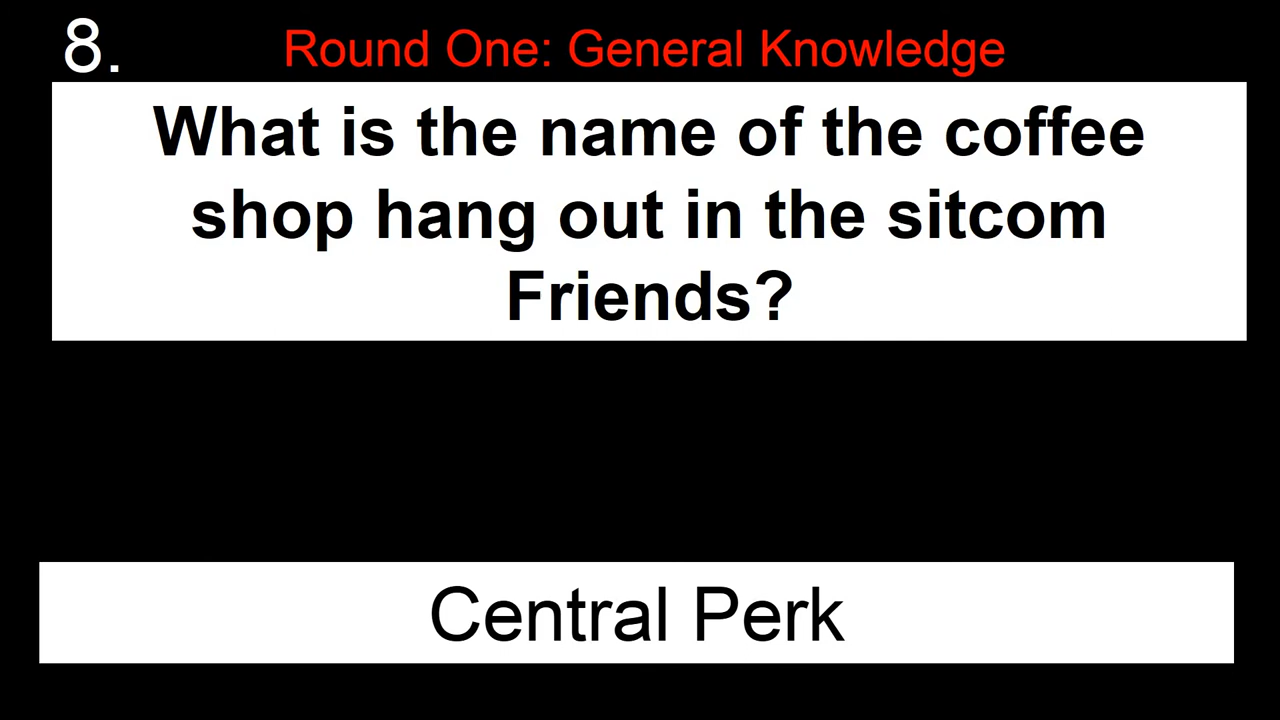 8.
Round One: General Knowledge
What is the name of the coffee
shop hang out in the sitcom
Friends?
Central Perk